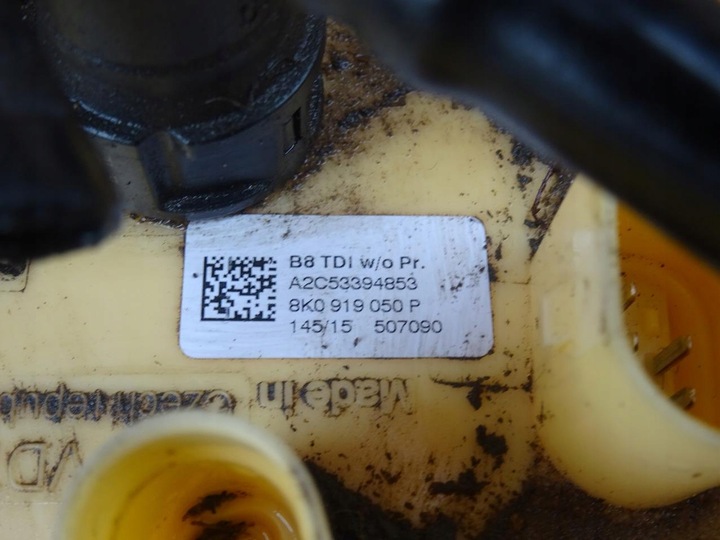 B8 TDI w/o Pr.
A2C53394853
8K0 919 050 P
145/15 507090
Made in
Czech Republic